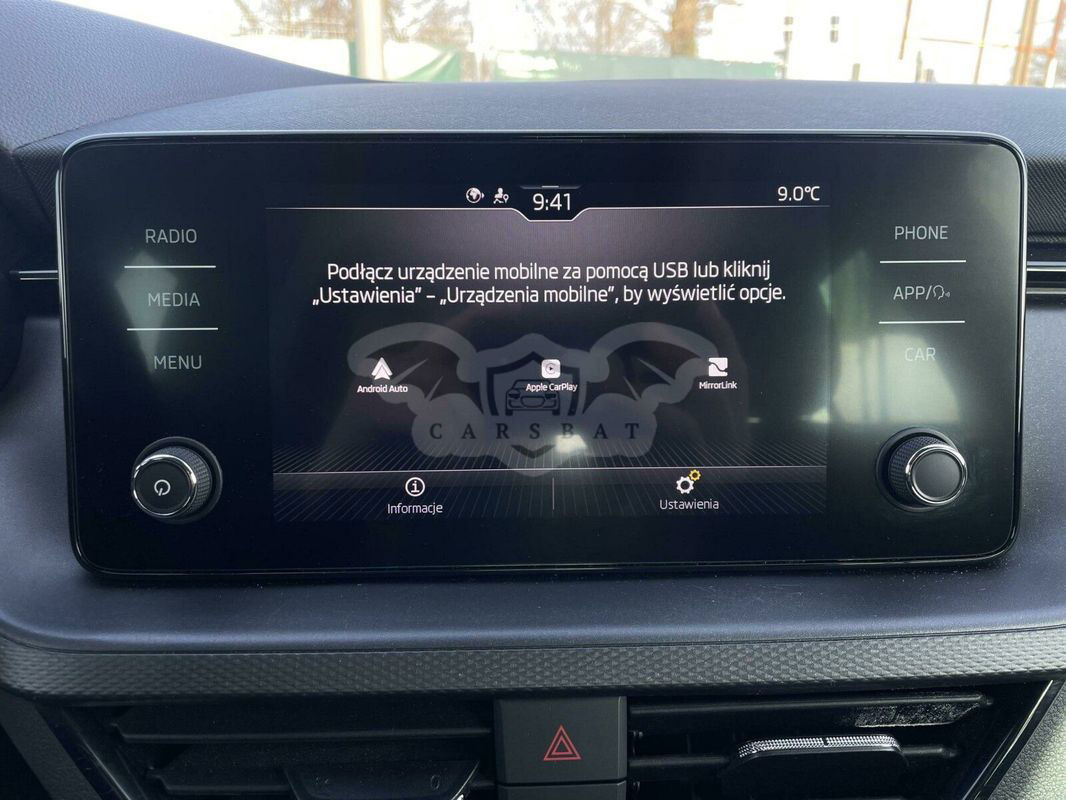 9:41
9.0°C
RADIO
MEDIA
MENU
PHONE
APP/
CAR
Podłącz urządzenie mobilne za pomocą USB lub kliknij
„Ustawienia” – „Urządzenia mobilne”, by wyświetlić opcje.
Android Auto
Apple CarPlay
MirrorLink
CARSBAT
Informacje
Ustawienia